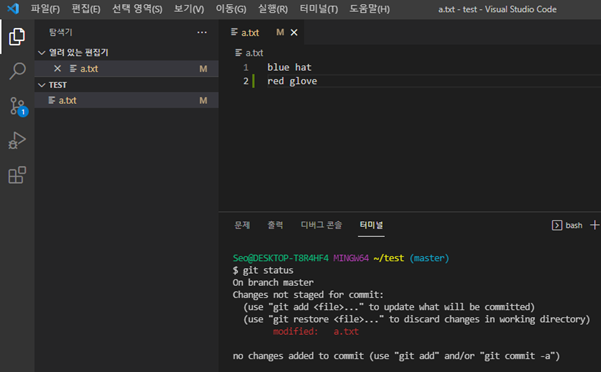 파일(F) 편집(E) 선택 영역(S) 보기(V) 이동(G) 실행(R) 터미널(T) 도움말(H) a.txt - test - Visual Studio Code
탐색기 ...
열려 있는 편집기
a.txt M
TEST
a.txt M
1
a.txt M
a.txt
1 blue hat
2 red glove
문제 출력 디버그 콘솔 터미널 bash
Seo@DESKTOP-T8R4HF4 MINGW64 ~/test (master)
$ git status
On branch master
Changes not staged for commit:
(use "git add <file>..." to update what will be committed)
(use "git restore <file>..." to discard changes in working directory)
modified: a.txt
no changes added to commit (use "git add" and/or "git commit -a")